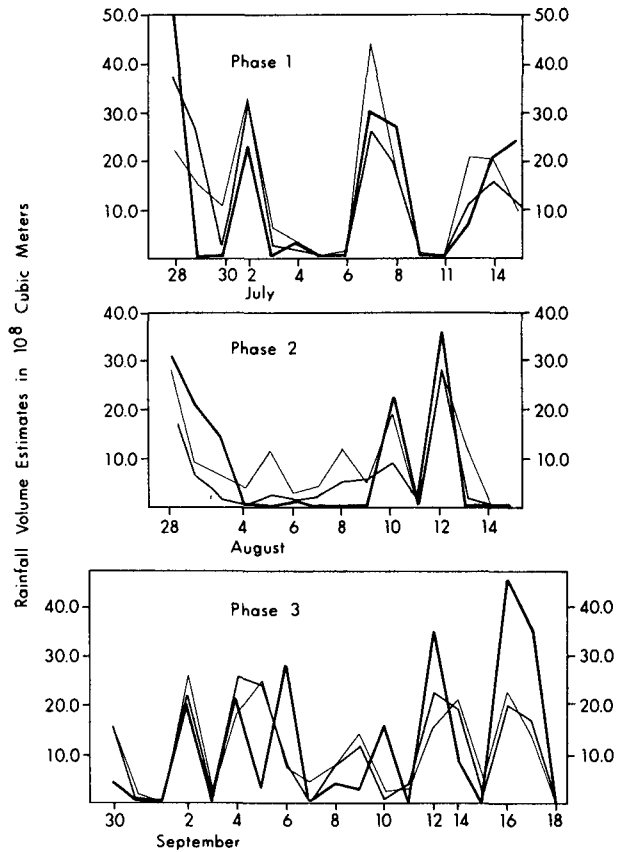 Rainfall Volume Estimates in 10⁸ Cubic Meters
Phase 1
50.0 50.0
40.0 40.0
30.0 30.0
20.0 20.0
10.0 10.0
28 30 2 4 6 8 11 14
July
Phase 2
40.0 40.0
30.0 30.0
20.0 20.0
10.0 10.0
28 4 6 8 10 12 14
August
Phase 3
40.0 40.0
30.0 30.0
20.0 20.0
10.0 10.0
30 2 4 6 8 10 12 14 16 18
September